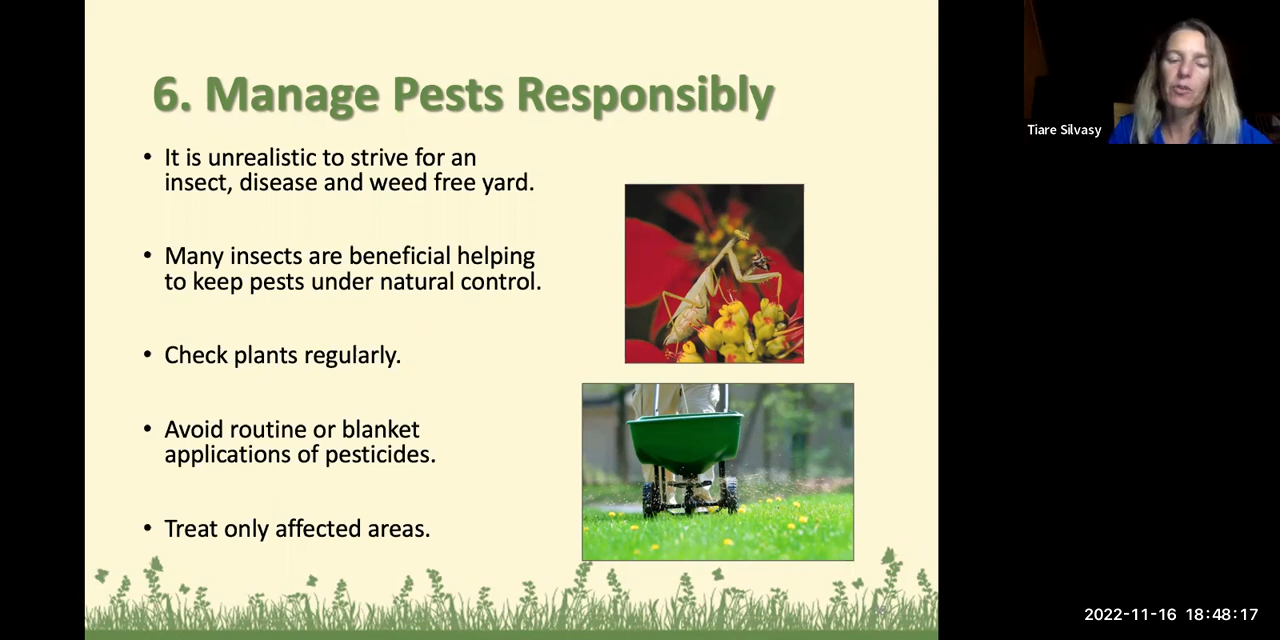 6. Manage Pests Responsibly
• It is unrealistic to strive for an
insect, disease and weed free yard.
• Many insects are beneficial helping
to keep pests under natural control.
• Check plants regularly.
• Avoid routine or blanket
applications of pesticides.
• Treat only affected areas.
Tiare Silvasy
2022-11-16 18:48:17